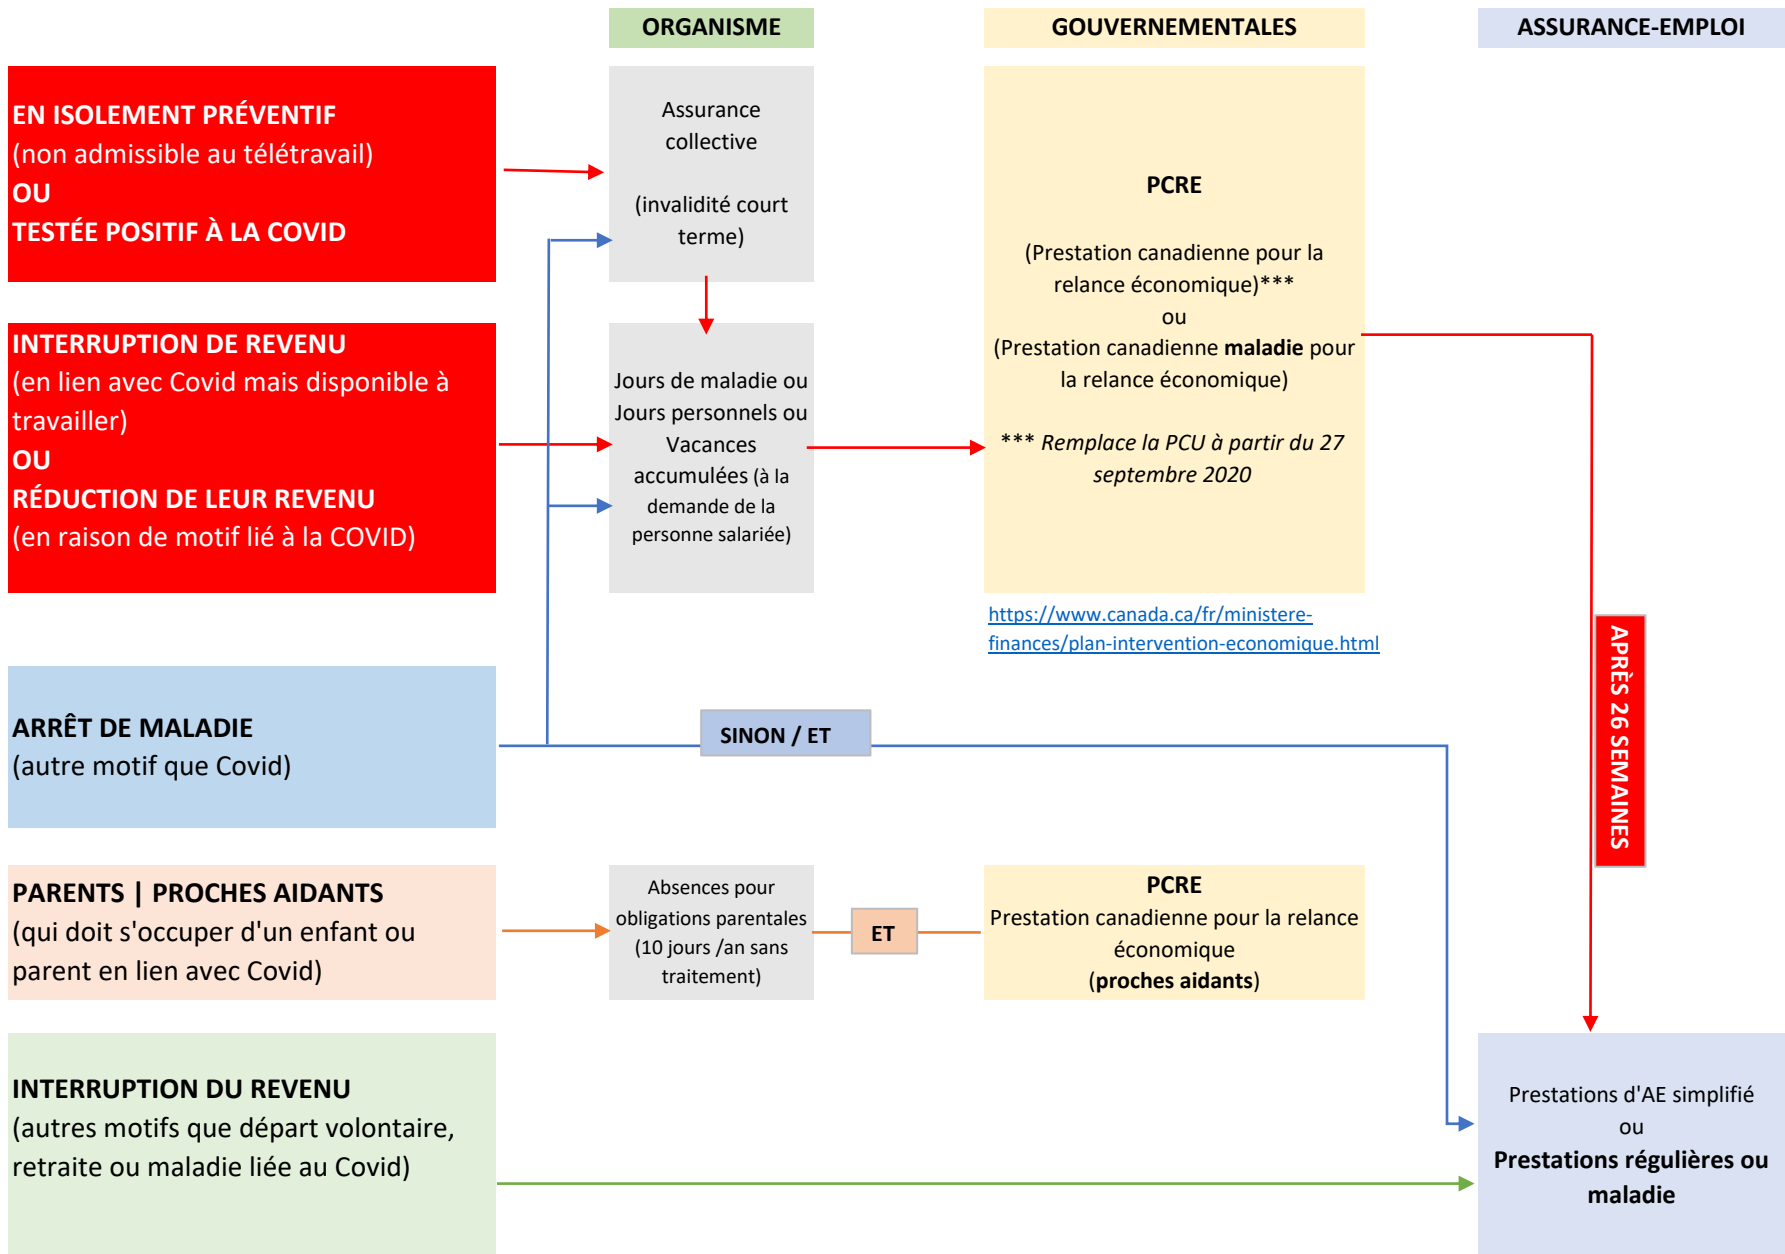 ORGANISME
GOUVERNEMENTALES
ASSURANCE-EMPLOI
EN ISOLEMENT PRÉVENTIF
(non admissible au télétravail)
OU
TESTÉE POSITIF À LA COVID
Assurance
collective
(invalidité court
terme)
PCRE
(Prestation canadienne pour la
relance économique)***
ou
(Prestation canadienne maladie pour
la relance économique)
*** Remplace la PCU à partir du 27
septembre 2020
INTERRUPTION DE REVENU
(en lien avec Covid mais disponible à
travailler)
OU
RÉDUCTION DE LEUR REVENU
(en raison de motif lié à la COVID)
Jours de maladie ou
Jours personnels ou
Vacances
accumulées (à la
demande de la
personne salariée)
https://www.canada.ca/fr/ministere-
finances/plan-intervention-economique.html
APRÈS 26 SEMAINES
ARRÊT DE MALADIE
(autre motif que Covid)
SINON / ET
PARENTS | PROCHES AIDANTS
(qui doit s'occuper d'un enfant ou
parent en lien avec Covid)
Absences pour
obligations parentales
(10 jours /an sans
traitement)
ET
PCRE
Prestation canadienne pour la relance
économique
(proches aidants)
INTERRUPTION DU REVENU
(autres motifs que départ volontaire,
retraite ou maladie liée au Covid)
Prestations d'AE simplifié
ou
Prestations régulières ou
maladie